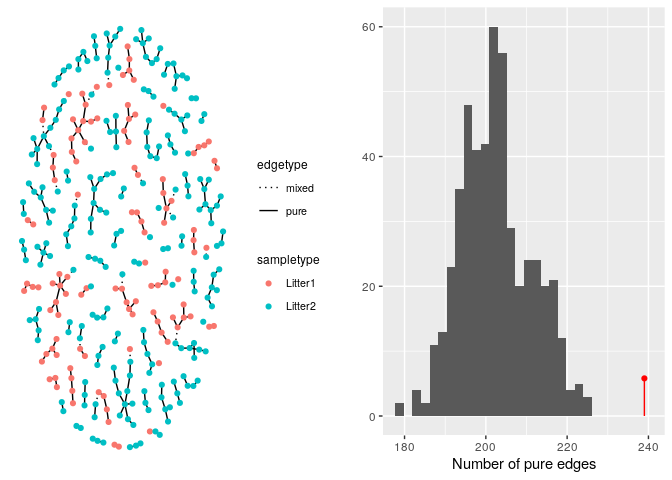 edgetype
mixed
pure
sampletype
Litter1
Litter2
60
40
20
0
180 200 220 240
Number of pure edges